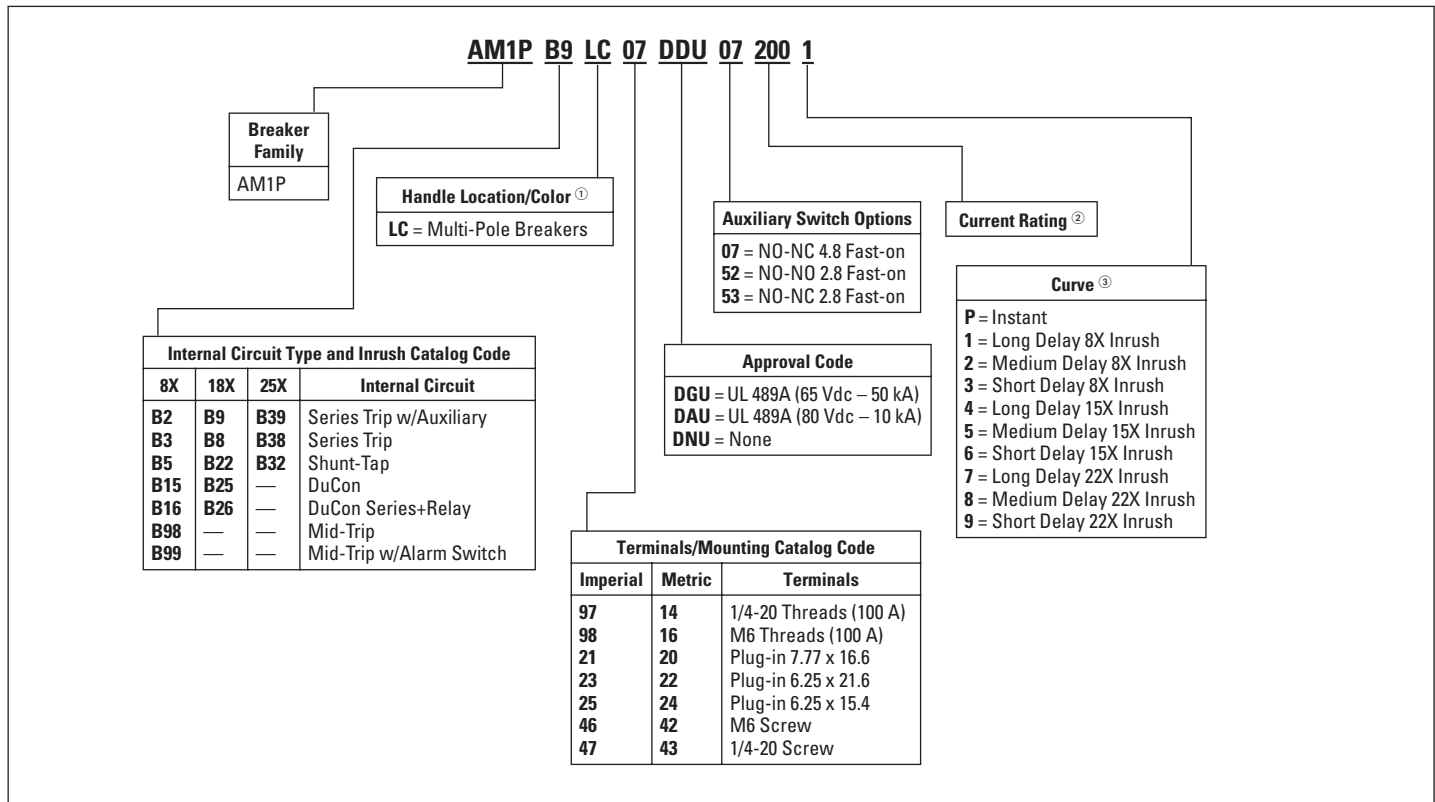 AM1P B9 LC 07 DDU 07 200 1
Breaker
Family
AM1P
Handle Location/Color ①
LC = Multi-Pole Breakers
Auxiliary Switch Options
07 = NO-NC 4.8 Fast-on
52 = NO-NO 2.8 Fast-on
53 = NO-NC 2.8 Fast-on
Current Rating ②
Curve ③
P = Instant
1 = Long Delay 8X Inrush
2 = Medium Delay 8X Inrush
3 = Short Delay 8X Inrush
4 = Long Delay 15X Inrush
5 = Medium Delay 15X Inrush
6 = Short Delay 15X Inrush
7 = Long Delay 22X Inrush
8 = Medium Delay 22X Inrush
9 = Short Delay 22X Inrush
Internal Circuit Type and Inrush Catalog Code
8X 18X 25X Internal Circuit
B2 B9 B39 Series Trip w/Auxiliary
B3 B8 B38 Series Trip
B5 B22 B32 Shunt-Tap
B15 B25 — DuCon
B16 B26 — DuCon Series+Relay
B98 — — Mid-Trip
B99 — — Mid-Trip w/Alarm Switch
Approval Code
DGU = UL 489A (65 Vdc – 50 kA)
DAU = UL 489A (80 Vdc – 10 kA)
DNU = None
Terminals/Mounting Catalog Code
Imperial Metric Terminals
97 14 1/4-20 Threads (100 A)
98 16 M6 Threads (100 A)
21 20 Plug-in 7.77 x 16.6
23 22 Plug-in 6.25 x 21.6
25 24 Plug-in 6.25 x 15.4
46 42 M6 Screw
47 43 1/4-20 Screw